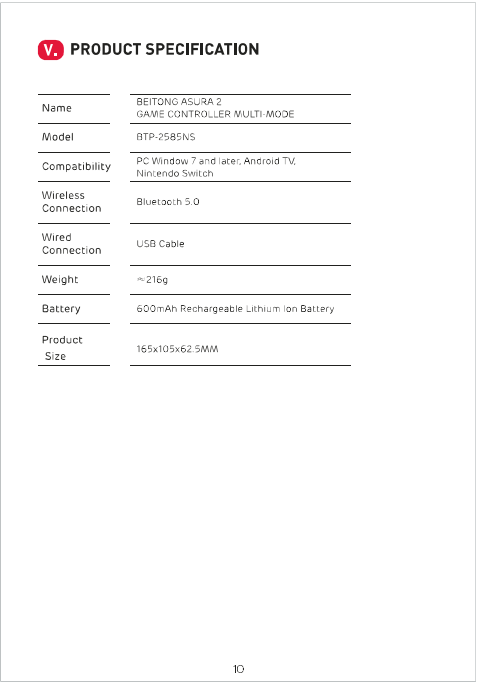 V. PRODUCT SPECIFICATION
Name
BEITONG ASURA 2
GAME CONTROLLER MULTI-MODE
Model
BTP-2585NS
Compatibility
PC Window 7 and later, Android TV,
Nintendo Switch
Wireless
Connection
Bluetooth 5.0
Wired
Connection
USB Cable
Weight
≈216g
Battery
600mAh Rechargeable Lithium Ion Battery
Product
Size
165x105x62.5MM
10